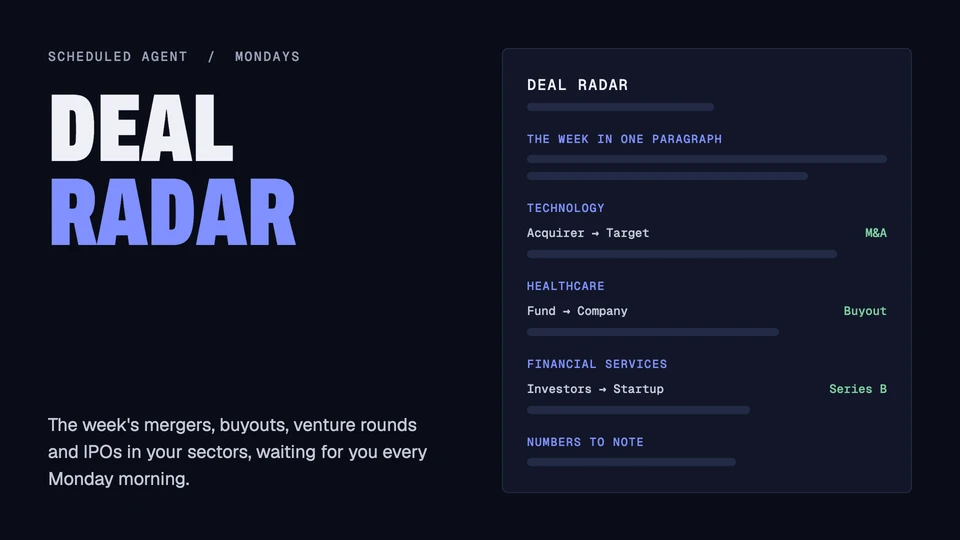 SCHEDULED AGENT / MONDAYS
DEAL
RADAR
The week's mergers, buyouts, venture rounds
and IPOs in your sectors, waiting for you every
Monday morning.
DEAL RADAR
THE WEEK IN ONE PARAGRAPH
TECHNOLOGY
Acquirer → Target M&A
HEALTHCARE
Fund → Company Buyout
FINANCIAL SERVICES
Investors → Startup Series B
NUMBERS TO NOTE